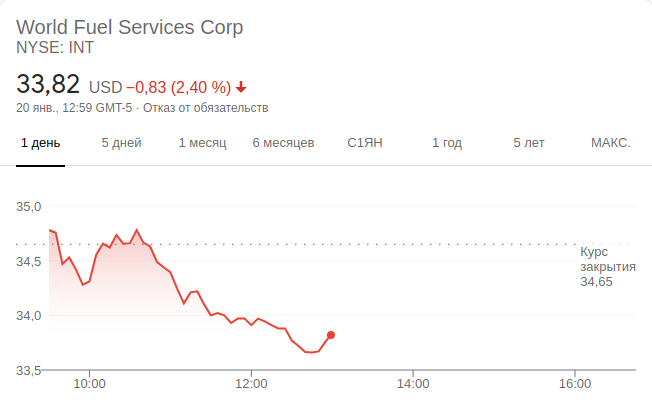 World Fuel Services Corp
NYSE: INT
33,82 USD −0,83 (2,40 %)
20 янв., 12:59 GMT-5 · Отказ от обязательств
1 день 5 дней 1 месяц 6 месяцев С1ЯН 1 год 5 лет МАКС.
35,0
Курс
закрытия
34,65
34,5
34,0
33,5
10:00 12:00 14:00 16:00